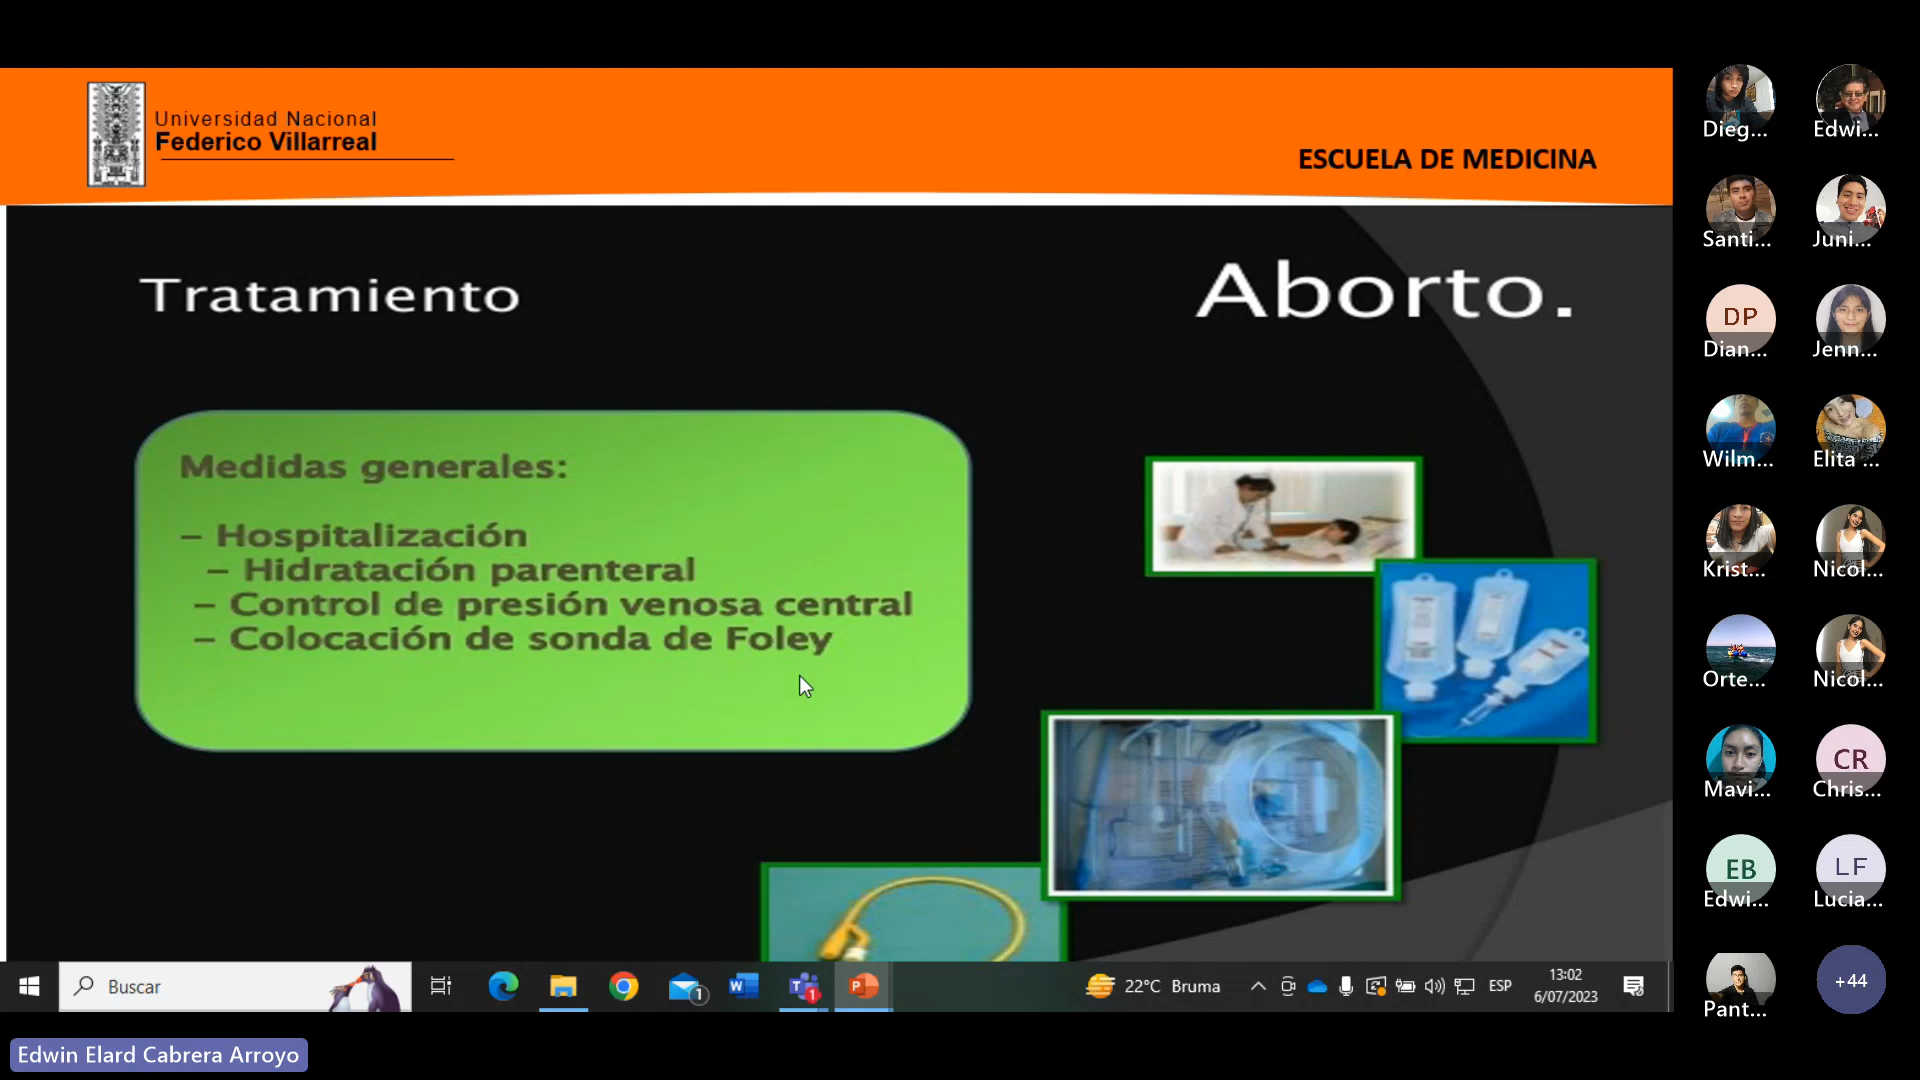 Universidad Nacional
Federico Villarreal
ESCUELA DE MEDICINA
Tratamiento
Aborto.
Medidas generales:
– Hospitalización
– Hidratación parenteral
– Control de presión venosa central
– Colocación de sonda de Foley
Dieg...
Edwi...
Santi...
Juni...
DP
Dian...
Jenn...
Wilm...
Elita ...
Krist...
Nicol...
Orte...
Nicol...
Mavi...
CR
Chris...
EB
Edwi...
LF
Lucia...
Pant...
+44
Buscar
1
W
T
1
P
22°C Bruma
ESP
13:02
6/07/2023
Edwin Elard Cabrera Arroyo